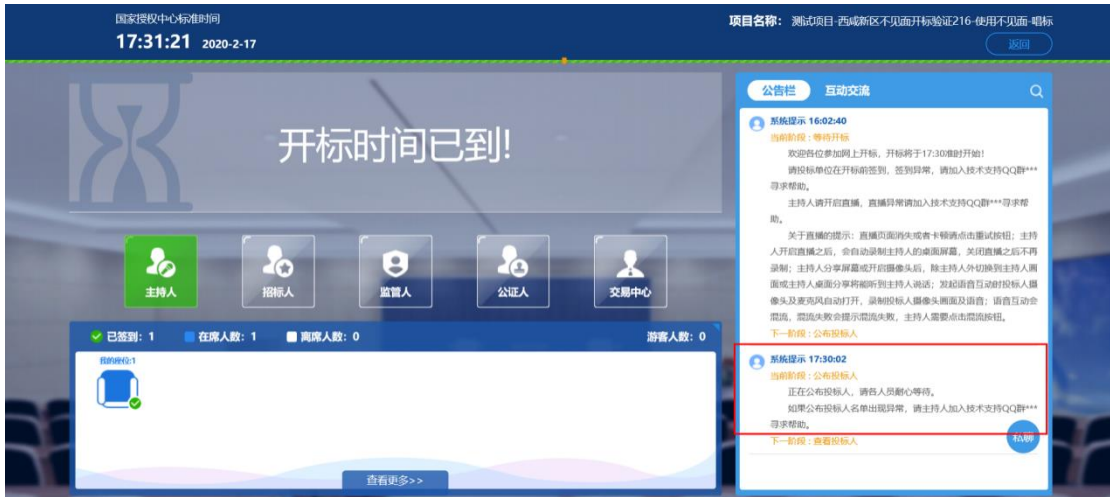 国家授权中心标准时间
17:31:21 2020-2-17
项目名称： 测试项目-西咸新区不见面开标验证216-使用不见面-唱标
返回
开标时间已到!
主持人
招标人
监管人
公证人
交易中心
已签到：1 在席人数：1 离席人数：0 游客人数：0
我的座位:1
查看更多>>
公告栏 互动交流
系统提示 16:02:40
当前阶段 : 等待开标
欢迎各位参加网上开标，开标将于17:30准时开始!
请投标单位在开标前签到，签到异常，请加入技术支持QQ群***
寻求帮助。
主持人请开启直播，直播异常请加入技术支持QQ群***寻求帮
助。
关于直播的提示：直播页面消失或者卡顿请点击重试按钮；主持
人开启直播之后，会自动录制主持人的桌面屏幕，关闭直播之后不再
录制；主持人分享屏幕或开启摄像头后，除主持人外切换到主持人画
面或主持人桌面分享将能听到主持人说话；发起语音互动时投标人摄
像头及麦克风自动打开，录制投标人摄像头画面及语音；语音互动会
混流，混流失败会提示混流失败，主持人需要点击混流按钮。
下一阶段 : 公布投标人
系统提示 17:30:02
当前阶段 : 公布投标人
正在公布投标人，请各人员耐心等待。
如果公布投标人名单出现异常，请主持人加入技术支持QQ群***
寻求帮助。
下一阶段 : 查看投标人
私聊